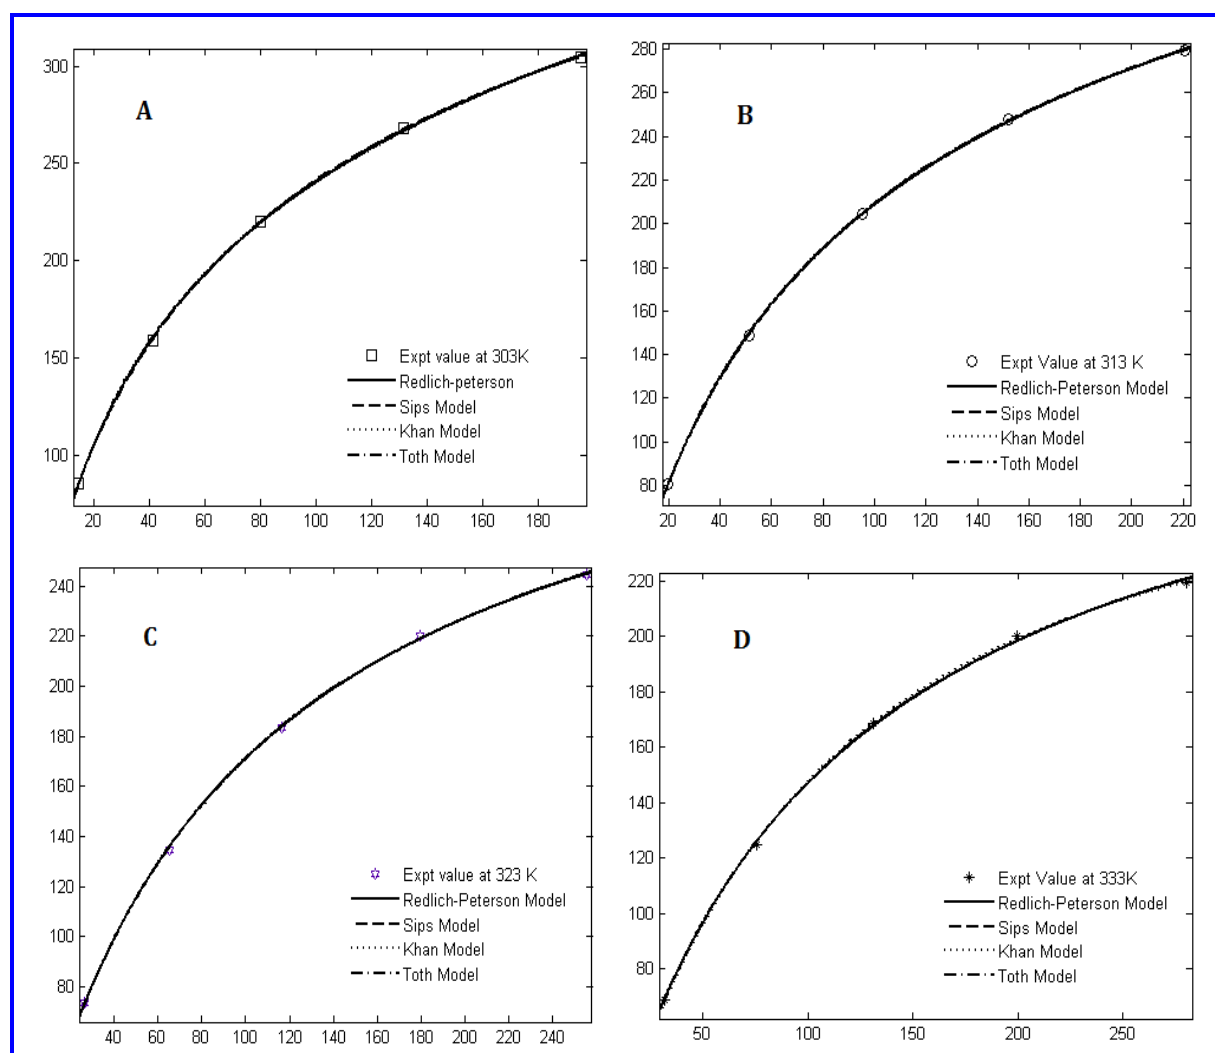 A
300
250
200
150
100
20 40 60 80 100 120 140 160 180
Expt value at 303K
Redlich-peterson
Sips Model
Khan Model
Toth Model
B
280
260
240
220
200
180
160
140
120
100
80
20 40 60 80 100 120 140 160 180 200 220
Expt Value at 313 K
Redlich-Peterson Model
Sips Model
Khan Model
Toth Model
C
240
220
200
180
160
140
120
100
80
40 60 80 100 120 140 160 180 200 220 240
Expt value at 323 K
Redlich-Peterson Model
Sips Model
Khan Model
Toth Model
D
220
200
180
160
140
120
100
80
50 100 150 200 250
Expt Value at 333K
Redlich-Peterson Model
Sips Model
Khan Model
Toth Model